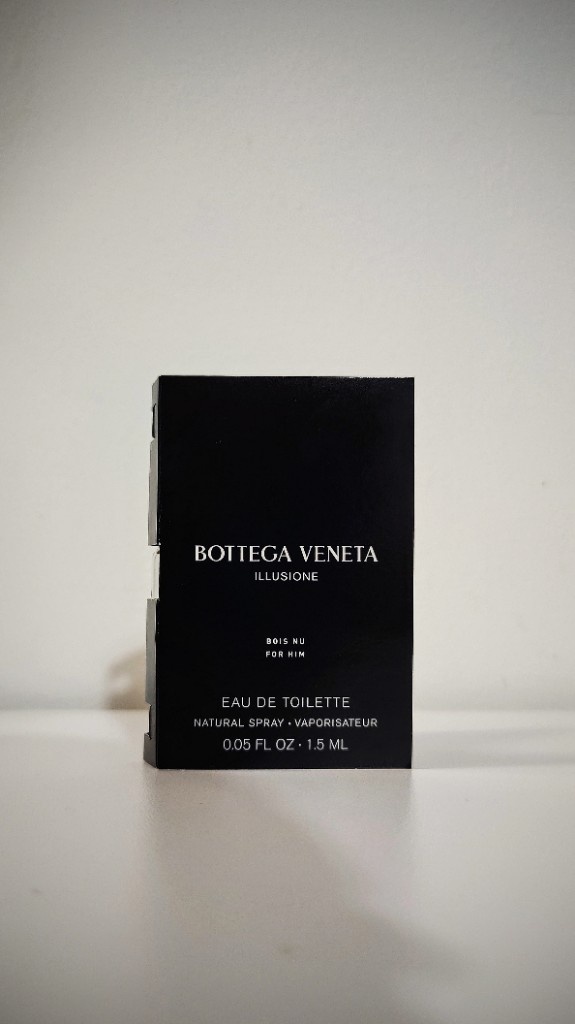 BOTTEGA VENETA
ILLUSIONE
BOIS NU
FOR HIM
EAU DE TOILETTE
NATURAL SPRAY • VAPORISATEUR
0.05 FL OZ · 1.5 ML